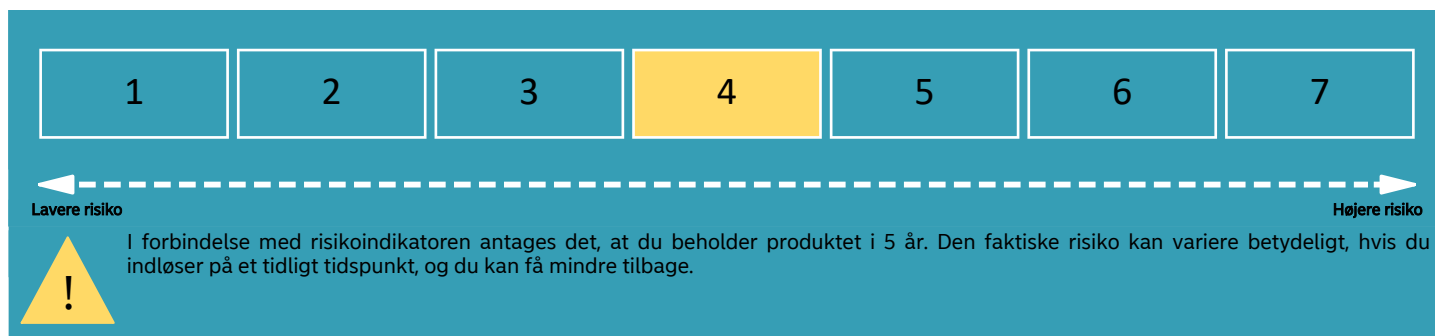 1 2 3 4 5 6 7
Lavere risiko Højere risiko
I forbindelse med risikoindikatoren antages det, at du beholder produktet i 5 år. Den faktiske risiko kan variere betydeligt, hvis du
indløser på et tidligt tidspunkt, og du kan få mindre tilbage.
!